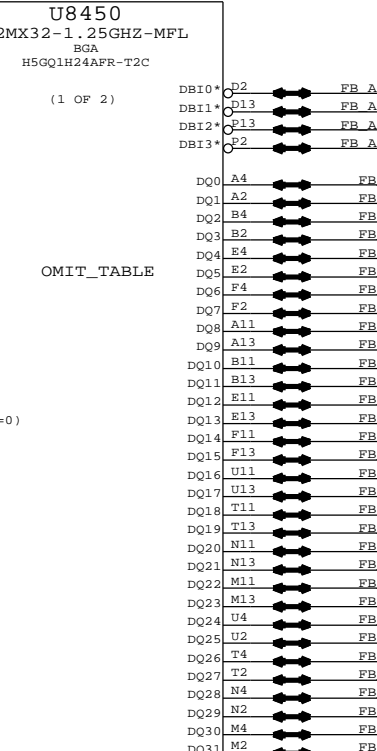 U8450
2MX32-1.25GHZ-MFL
BGA
H5GQ1H24AFR-T2C
(1 OF 2)
DBI0* D2 FB_A
DBI1* D13 FB_A
DBI2* P13 FB_A
DBI3* P2 FB_A
DQ0 A4 FB
DQ1 A2 FB
DQ2 B4 FB
DQ3 B2 FB
DQ4 E4 FB
OMIT_TABLE
DQ5 E2 FB
DQ6 F4 FB
DQ7 F2 FB
DQ8 A11 FB
DQ9 A13 FB
DQ10 B11 FB
DQ11 B13 FB
DQ12 E11 FB
=0)
DQ13 E13 FB
DQ14 F11 FB
DQ15 F13 FB
DQ16 U11 FB
DQ17 U13 FB
DQ18 T11 FB
DQ19 T13 FB
DQ20 N11 FB
DQ21 N13 FB
DQ22 M11 FB
DQ23 M13 FB
DQ24 U4 FB
DQ25 U2 FB
DQ26 T4 FB
DQ27 T2 FB
DQ28 N4 FB
DQ29 N2 FB
DQ30 M4 FB
DQ31 M2 FB